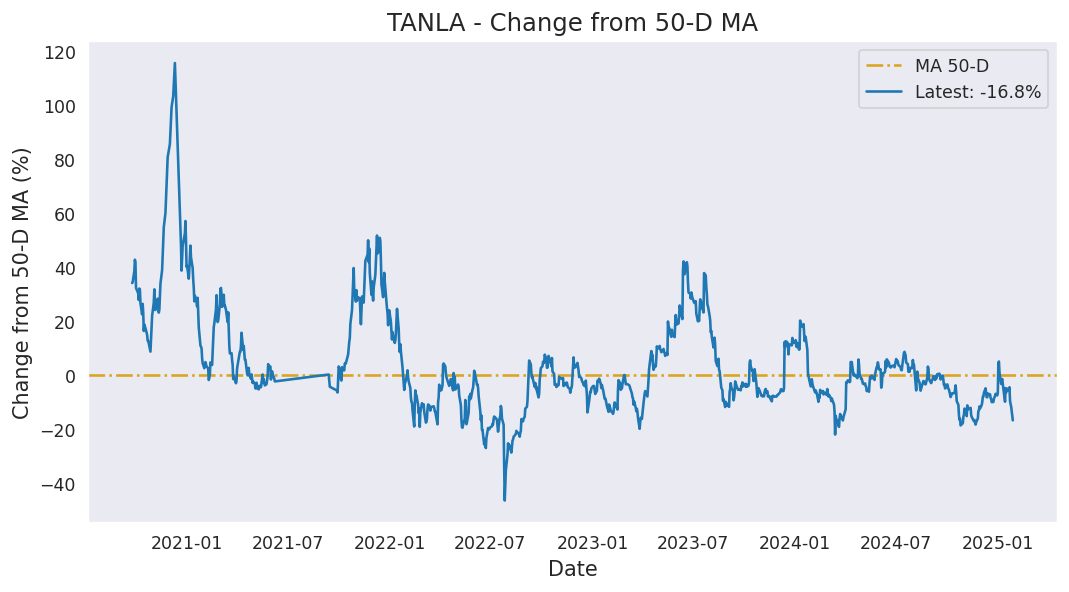 TANLA - Change from 50-D MA
MA 50-D
Latest: -16.8%
Change from 50-D MA (%)
120
100
80
60
40
20
0
−20
−40
2021-01 2021-07 2022-01 2022-07 2023-01 2023-07 2024-01 2024-07 2025-01
Date